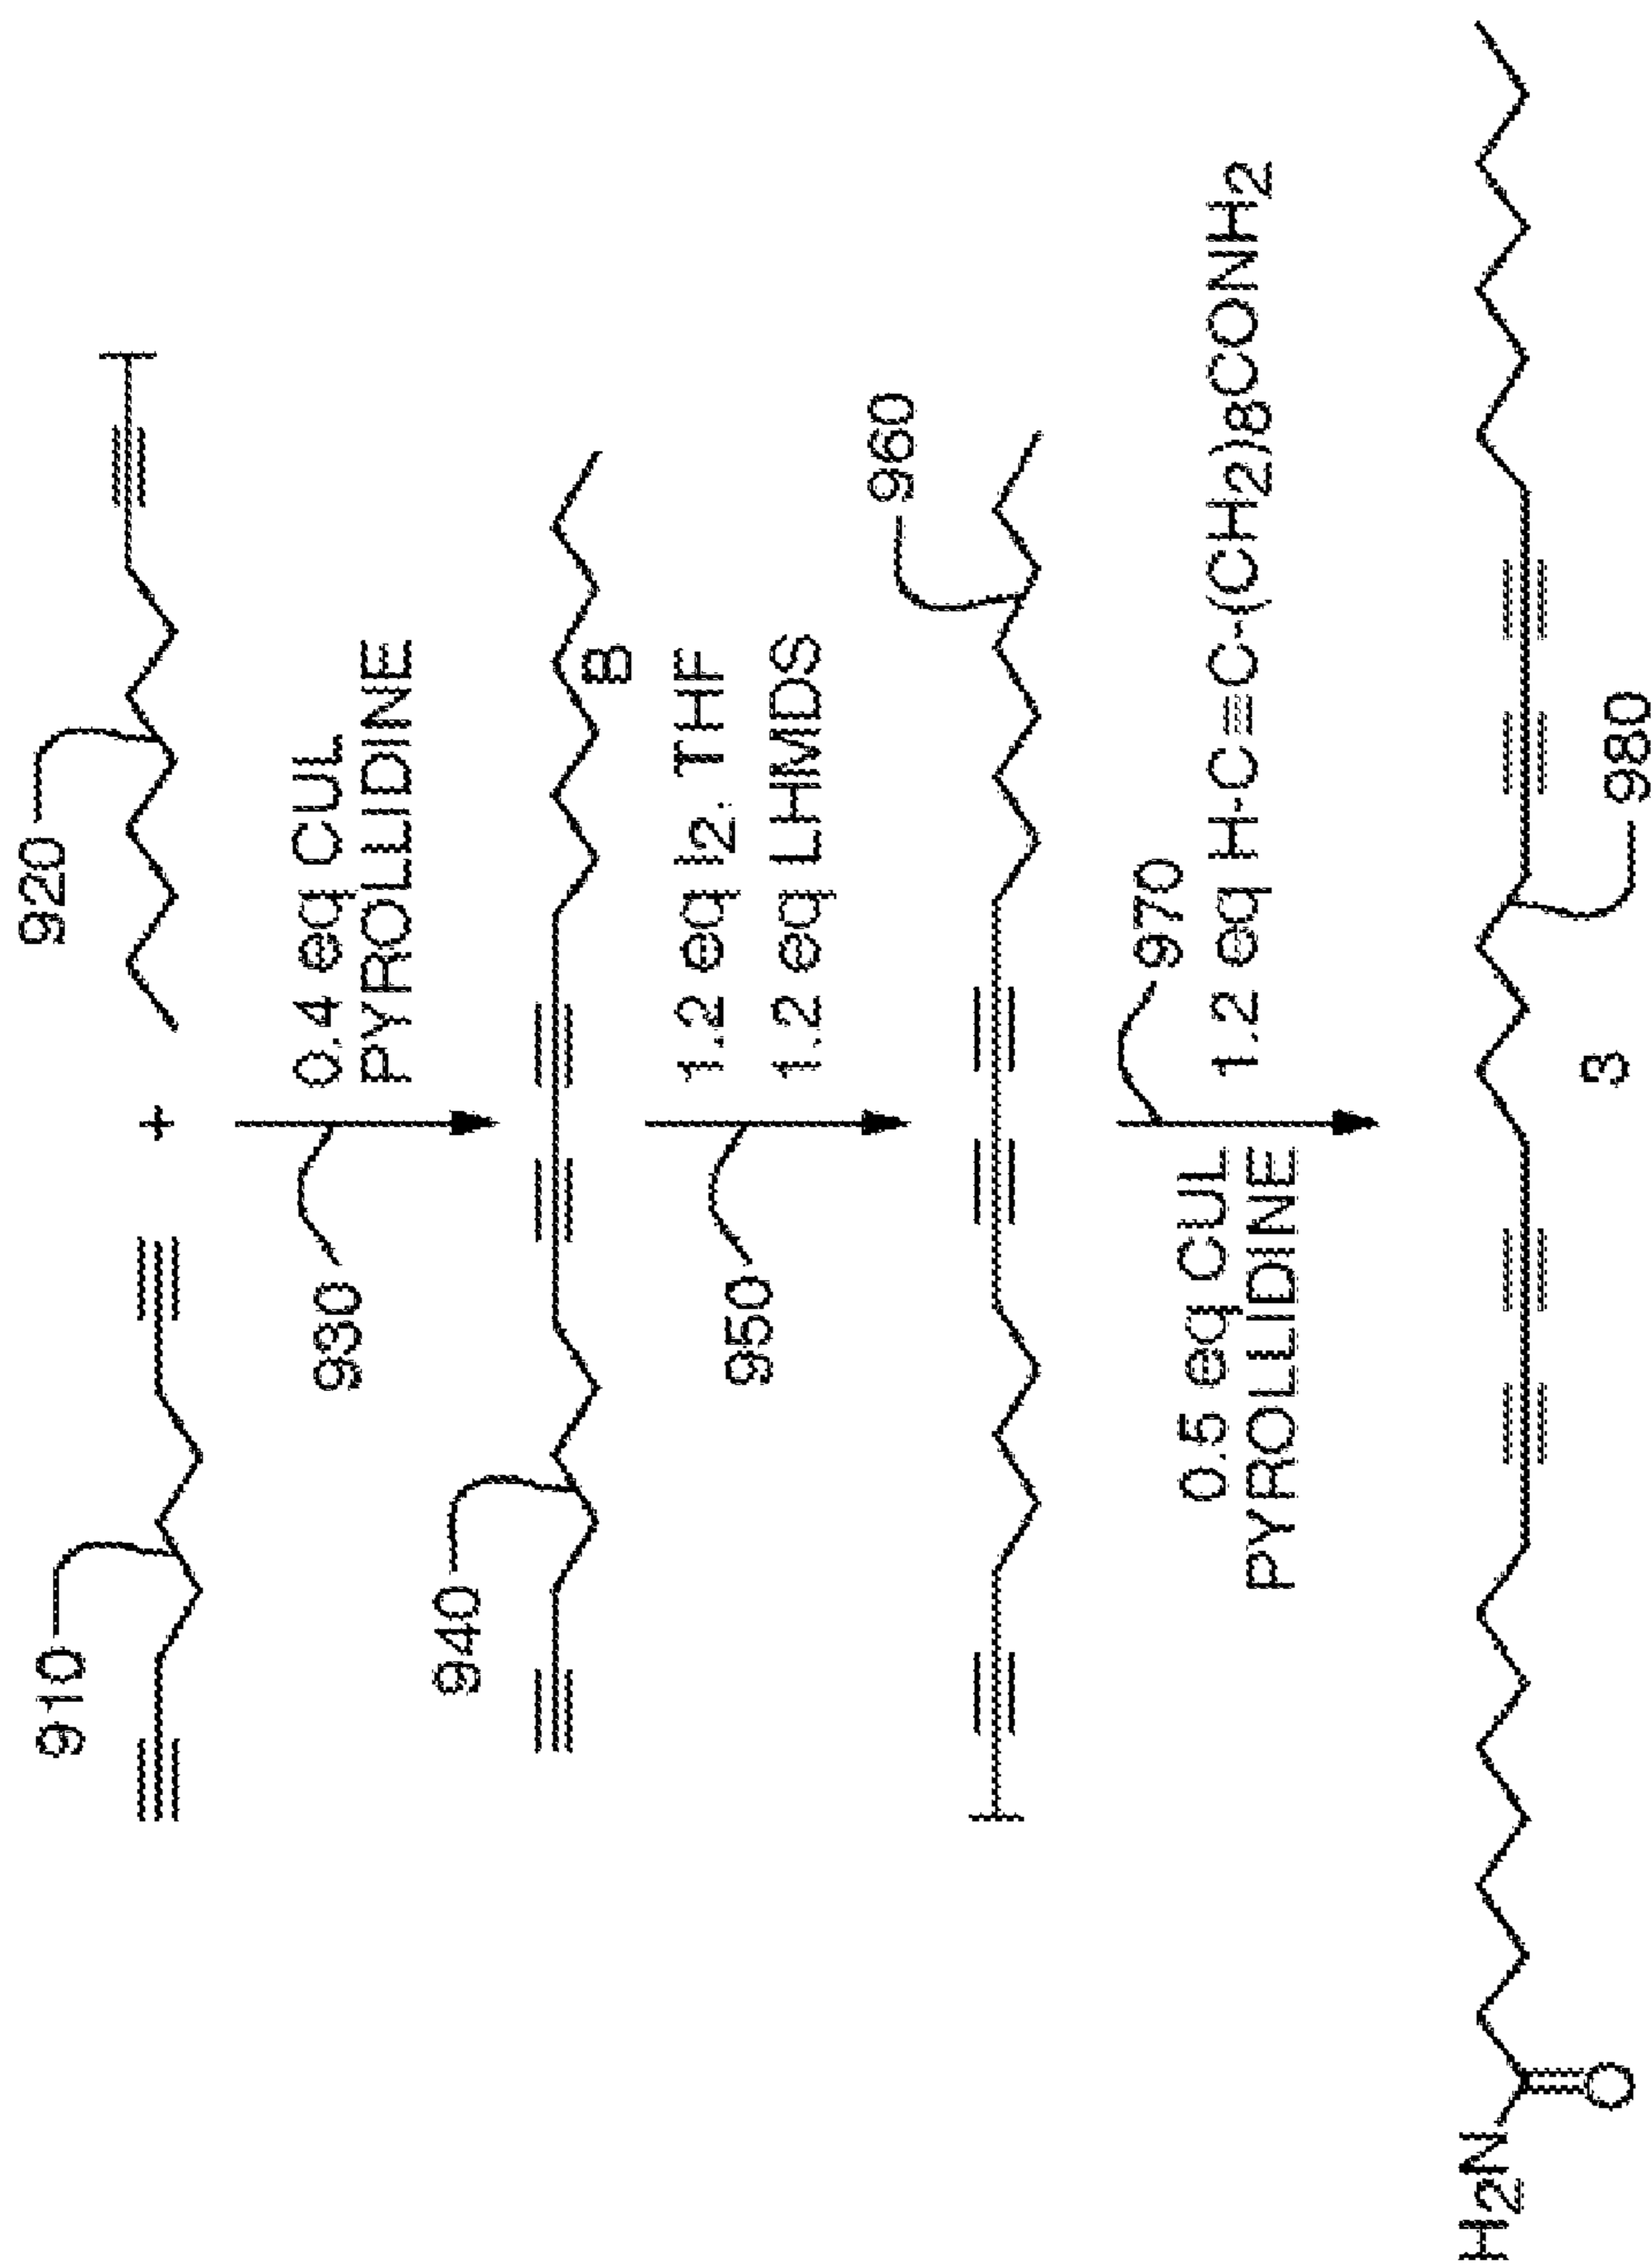 910
920
+
930
0.4 eq CUL
PYROLLIDINE
940
8
950
1.2 eq I2. THF
1.2 eq LHMDS
I
960
970
0.5 eq CUL
PYROLLIDINE
1.2 eq H-C≡C-(CH2)8CONH2
H2N
O
3
980